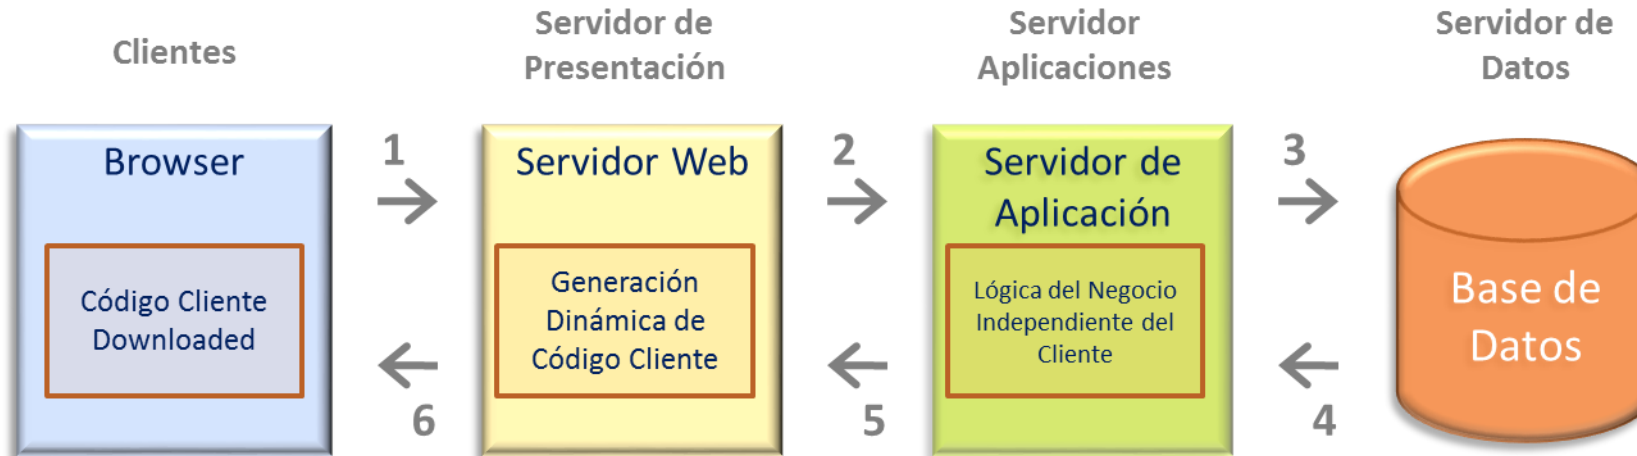 Clientes
Servidor de
Presentación
Servidor
Aplicaciones
Servidor de
Datos
Browser
Código Cliente
Downloaded
1
6
Servidor Web
Generación
Dinámica de
Código Cliente
2
5
Servidor de
Aplicación
Lógica del Negocio
Independiente del
Cliente
3
4
Base de
Datos